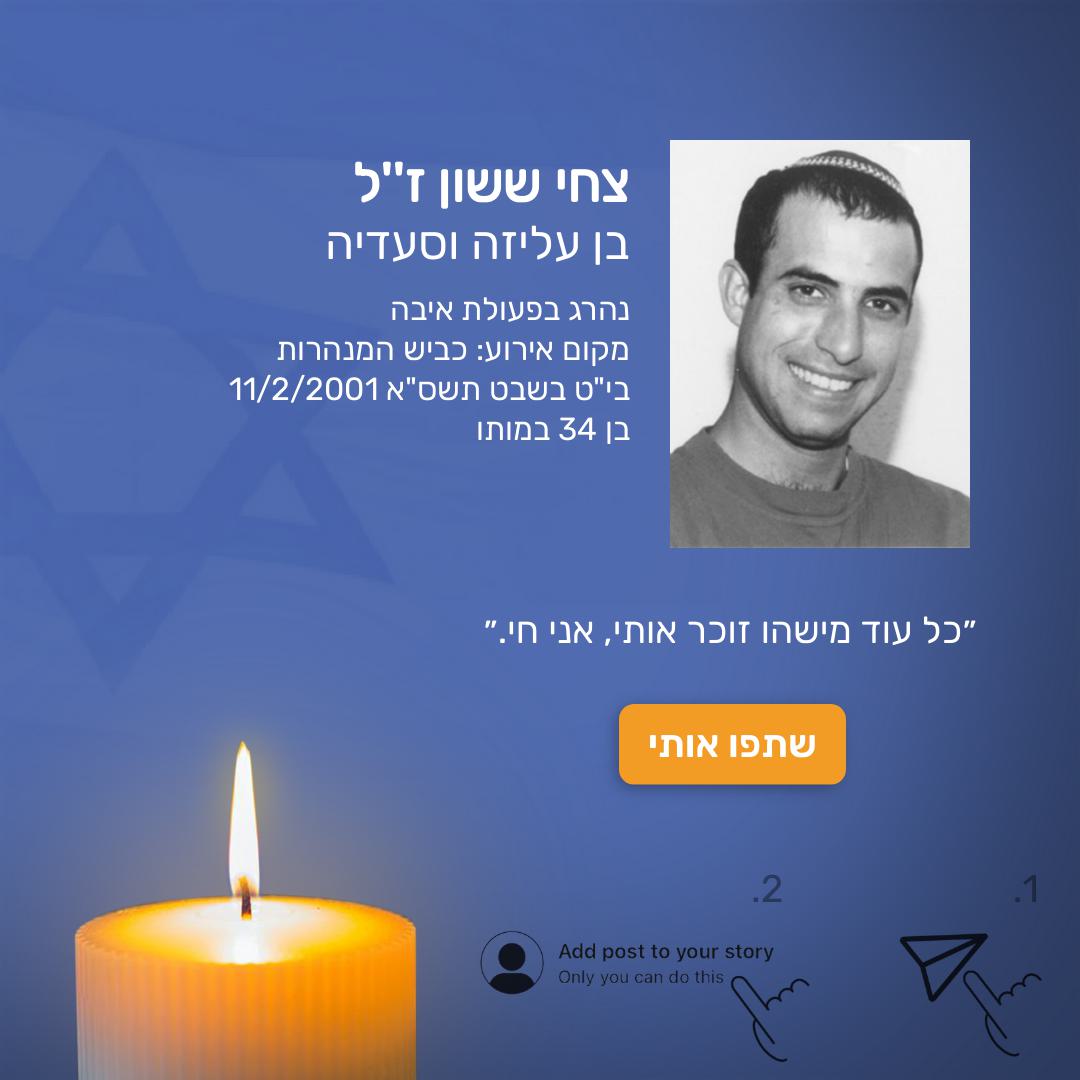 צחי ששון ז"ל
בן עליזה וסעדיה
נהרג בפעולת איבה
מקום אירוע: כביש המנהרות
בי"ט בשבט תשס"א 11/2/2001
בן 34 במותו
״כל עוד מישהו זוכר אותי, אני חי.״
שתפו אותי
1.
2.
Add post to your story
Only you can do this